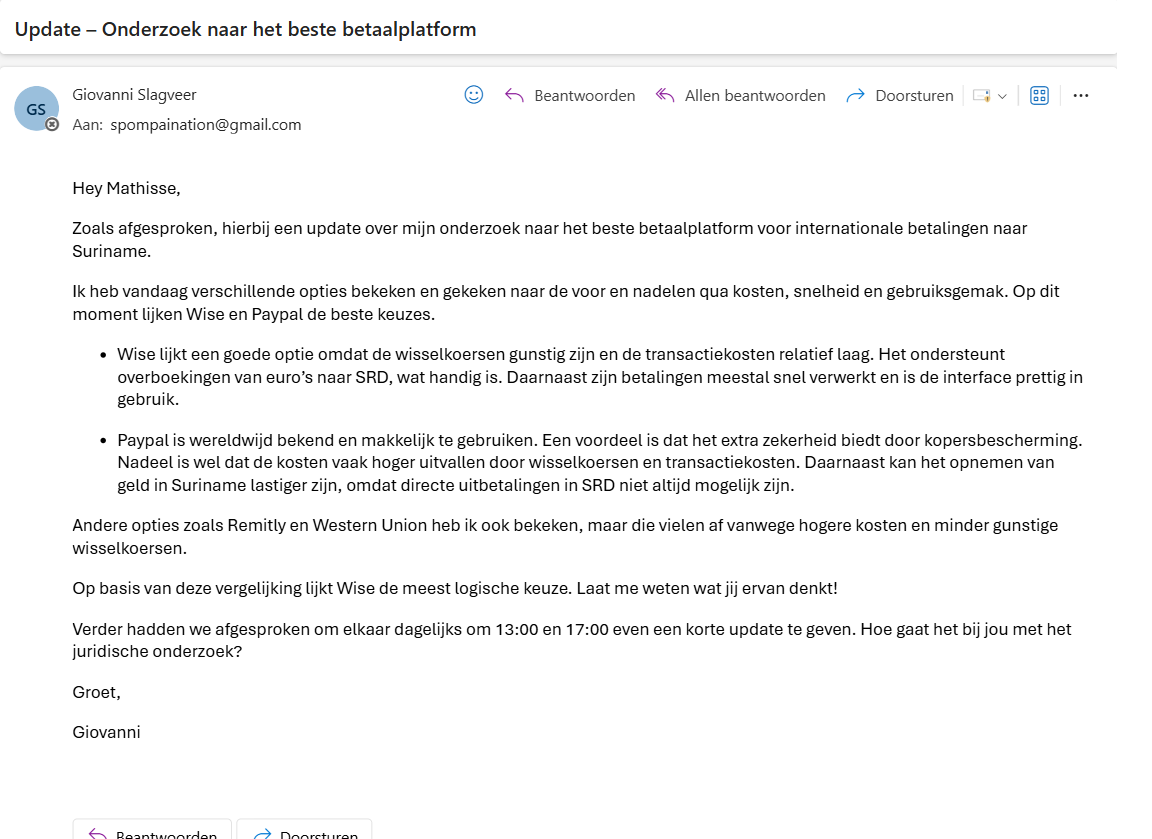 Update – Onderzoek naar het beste betaalplatform
GS
Giovanni Slagveer
Aan: spompaination@gmail.com
Beantwoorden
Allen beantwoorden
Doorsturen
Hey Mathisse,
Zoals afgesproken, hierbij een update over mijn onderzoek naar het beste betaalplatform voor internationale betalingen naar
Suriname.
Ik heb vandaag verschillende opties bekeken en gekeken naar de voor en nadelen qua kosten, snelheid en gebruiksgemak. Op dit
moment lijken Wise en Paypal de beste keuzes.
• Wise lijkt een goede optie omdat de wisselkoersen gunstig zijn en de transactiekosten relatief laag. Het ondersteunt
overboekingen van euro’s naar SRD, wat handig is. Daarnaast zijn betalingen meestal snel verwerkt en is de interface prettig in
gebruik.
• Paypal is wereldwijd bekend en makkelijk te gebruiken. Een voordeel is dat het extra zekerheid biedt door kopersbescherming.
Nadeel is wel dat de kosten vaak hoger uitvallen door wisselkoersen en transactiekosten. Daarnaast kan het opnemen van
geld in Suriname lastiger zijn, omdat directe uitbetalingen in SRD niet altijd mogelijk zijn.
Andere opties zoals Remitly en Western Union heb ik ook bekeken, maar die vielen af vanwege hogere kosten en minder gunstige
wisselkoersen.
Op basis van deze vergelijking lijkt Wise de meest logische keuze. Laat me weten wat jij ervan denkt!
Verder hadden we afgesproken om elkaar dagelijks om 13:00 en 17:00 even een korte update te geven. Hoe gaat het bij jou met het
juridische onderzoek?
Groet,
Giovanni
Beantwoorden
Doorsturen